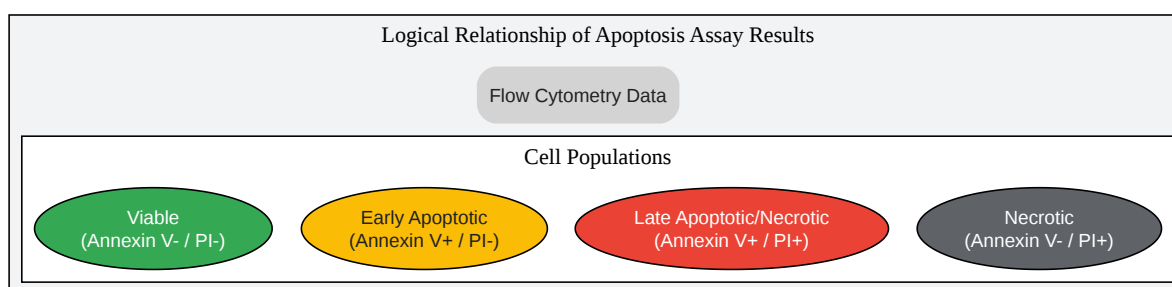 Logical Relationship of Apoptosis Assay Results
Flow Cytometry Data
Cell Populations
Viable
(Annexin V- / PI-)
Early Apoptotic
(Annexin V+ / PI-)
Late Apoptotic/Necrotic
(Annexin V+ / PI+)
Necrotic
(Annexin V- / PI+)